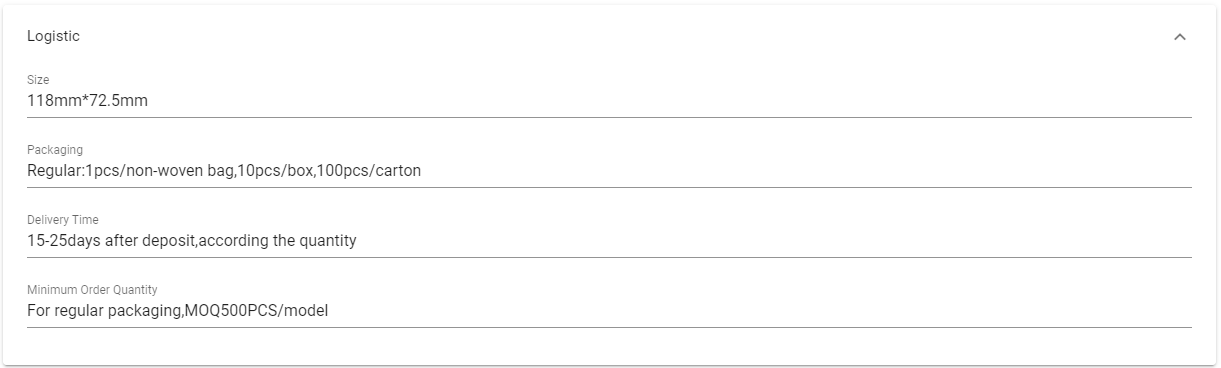 Logistic
Size
118mm*72.5mm
Packaging
Regular:1pcs/non-woven bag,10pcs/box,100pcs/carton
Delivery Time
15-25days after deposit,according the quantity
Minimum Order Quantity
For regular packaging,MOQ500PCS/model